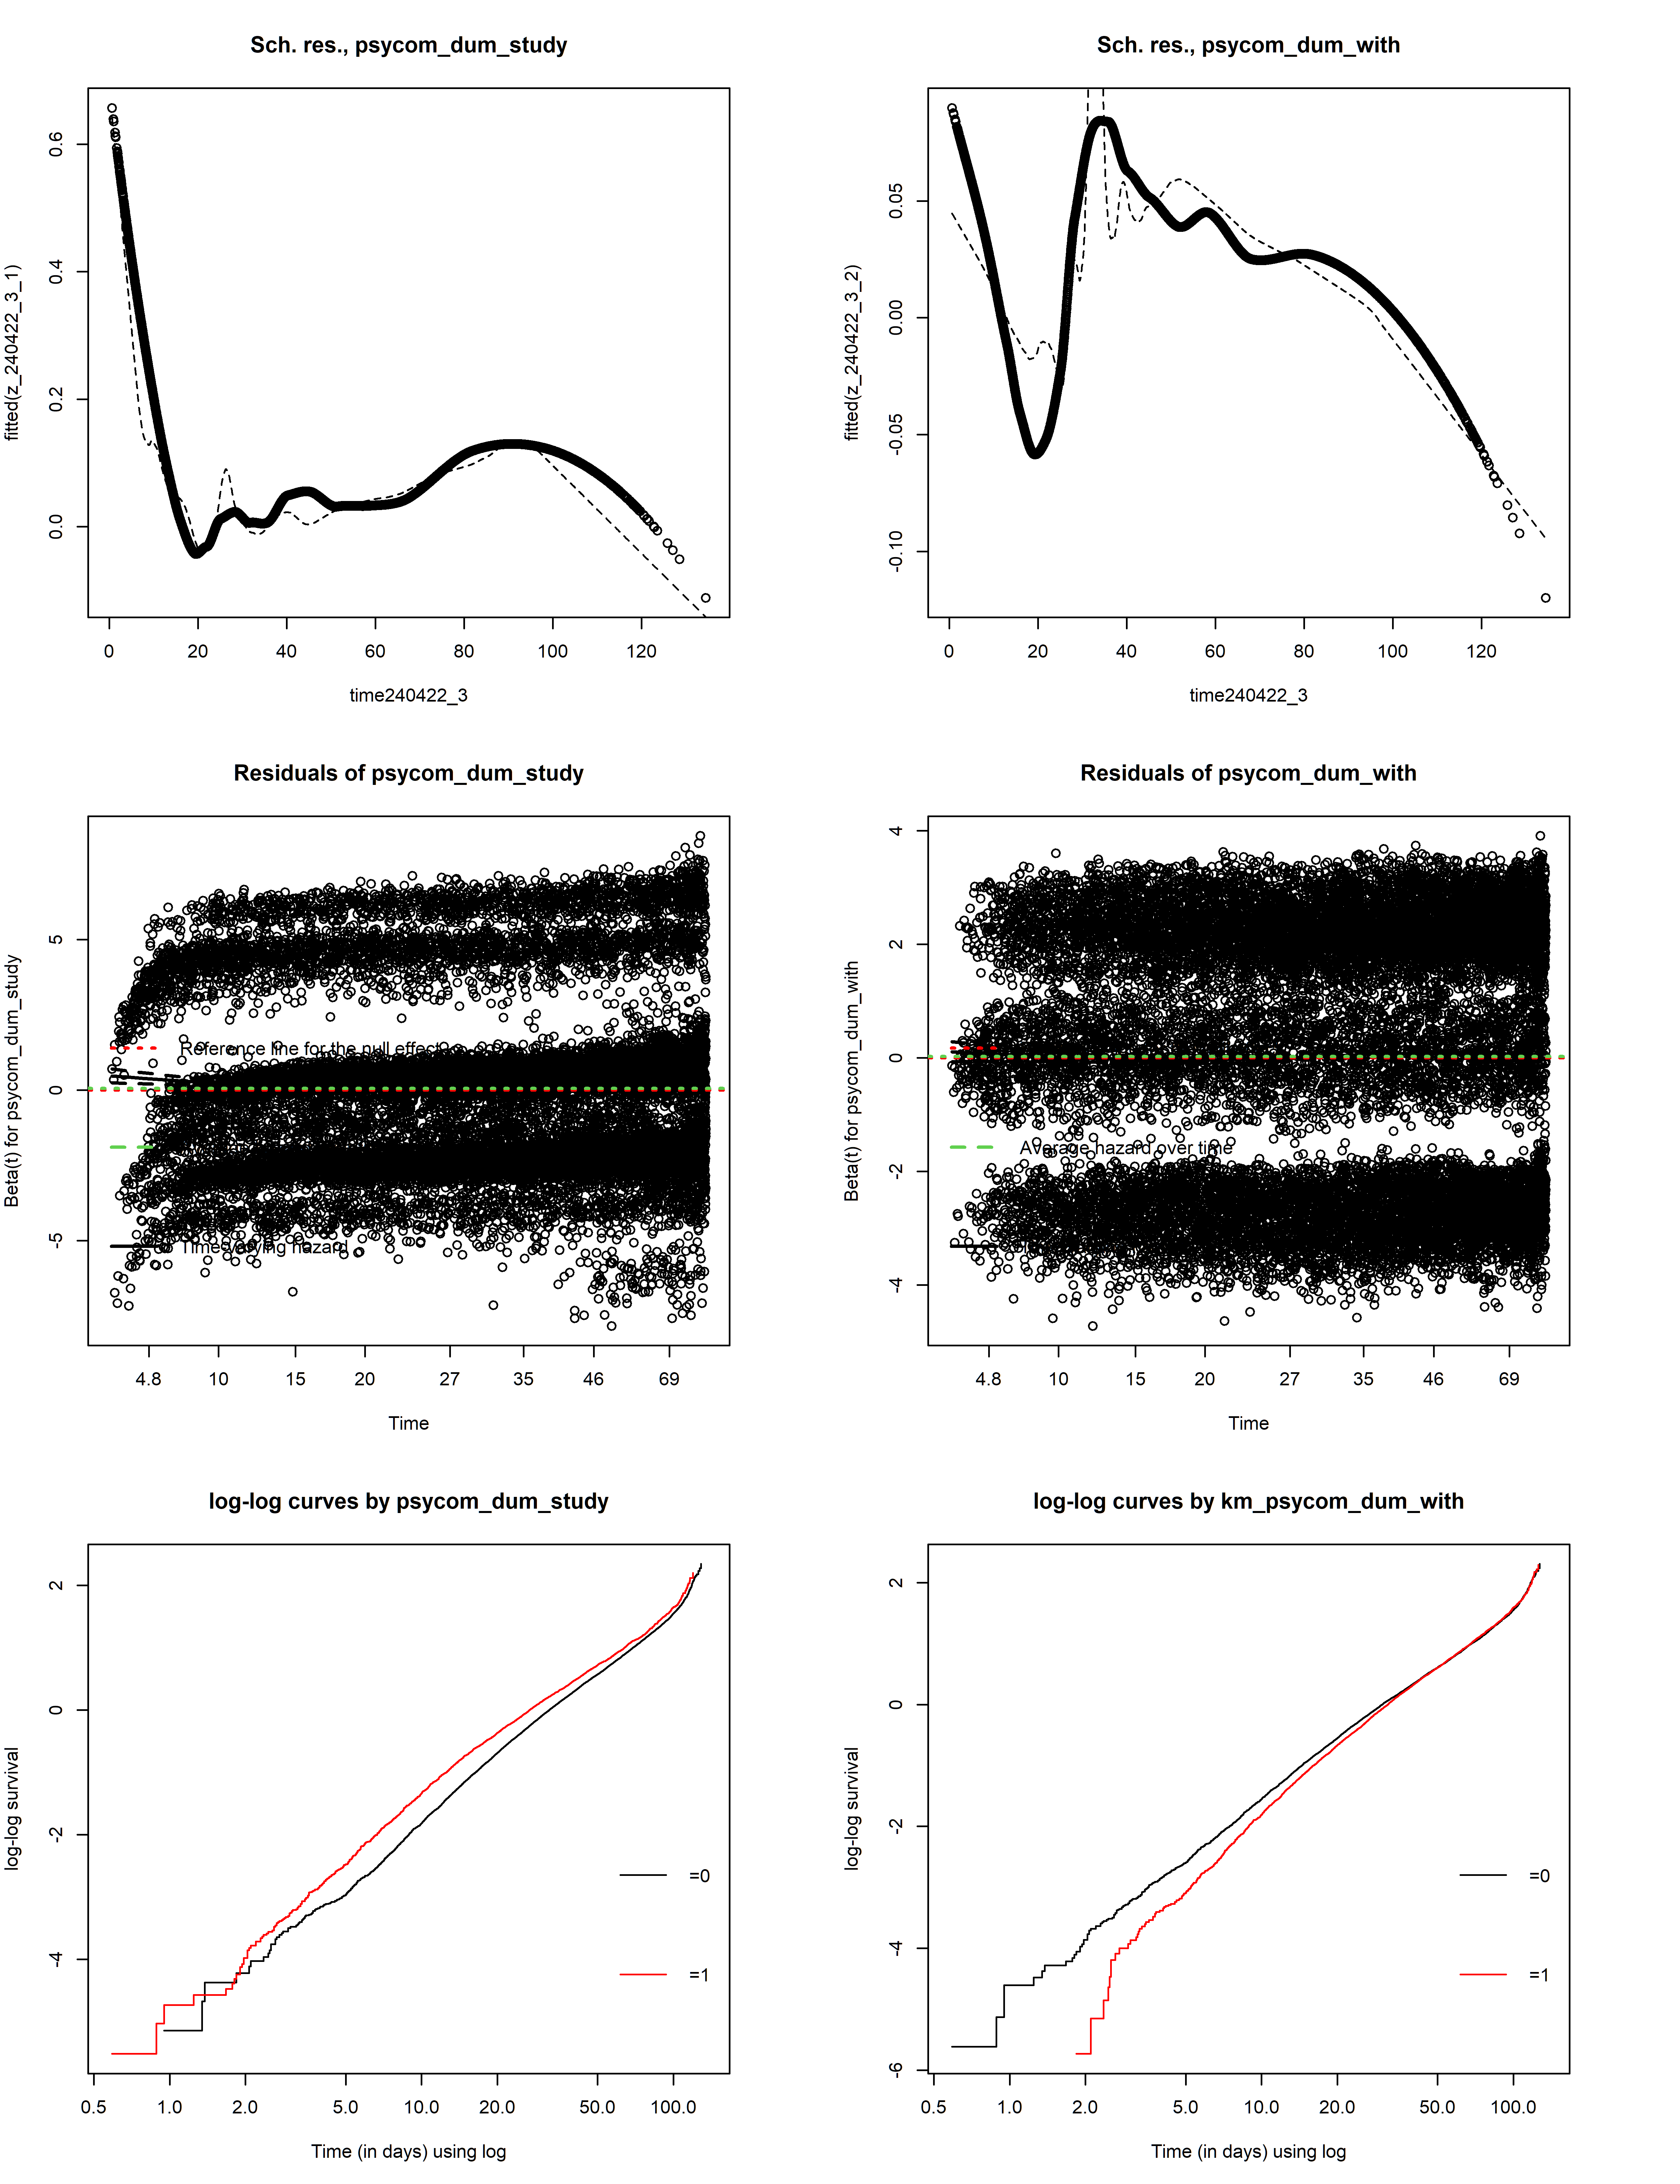 Sch. res., psycom_dum_study
fitted(z_240422_3_1)
0.6
0.4
0.2
0.0
0 20 40 60 80 100 120
time240422_3
Sch. res., psycom_dum_with
fitted(z_240422_3_2)
0.05
0.00
-0.05
-0.10
0 20 40 60 80 100 120
time240422_3
Residuals of psycom_dum_study
Beta(t) for psycom_dum_study
5
0
-5
Reference line for the null effect
Time-varying hazard
4.8 10 15 20 27 35 46 69
Time
Residuals of psycom_dum_with
Beta(t) for psycom_dum_with
4
2
0
-2
-4
Average hazard over time
4.8 10 15 20 27 35 46 69
Time
log-log curves by psycom_dum_study
log-log survival
2
0
-2
-4
=0
=1
0.5 1.0 2.0 5.0 10.0 20.0 50.0 100.0
Time (in days) using log
log-log curves by km_psycom_dum_with
log-log survival
2
0
-2
-4
-6
=0
=1
0.5 1.0 2.0 5.0 10.0 20.0 50.0 100.0
Time (in days) using log